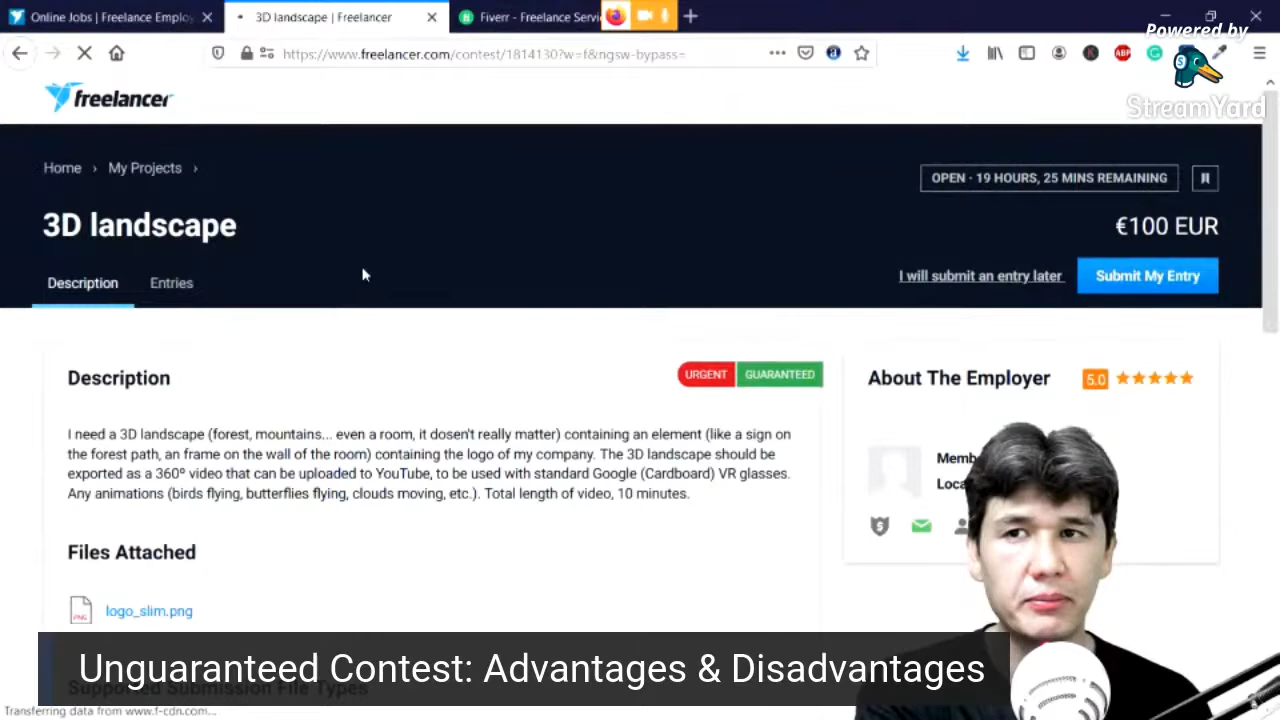 Online Jobs | Freelance Emplo
3D landscape | Freelancer
Fiverr - Freelance Servi
Powered by
https://www.freelancer.com/contest/1814130?w=f&ngsw-bypass=
ABP
StreamYard
freelancer
Home › My Projects ›
OPEN · 19 HOURS, 25 MINS REMAINING
3D landscape
€100 EUR
Description
Entries
I will submit an entry later
Submit My Entry
Description
URGENT
GUARANTEED
About The Employer
5.0
I need a 3D landscape (forest, mountains... even a room, it dosen't really matter) containing an element (like a sign on
the forest path, an frame on the wall of the room) containing the logo of my company. The 3D landscape should be
exported as a 360º video that can be uploaded to YouTube, to be used with standard Google (Cardboard) VR glasses.
Any animations (birds flying, butterflies flying, clouds moving, etc.). Total length of video, 10 minutes.
Memb
Loca
Files Attached
PNG
logo_slim.png
Unguaranteed Contest: Advantages & Disadvantages
Supported Submission File Types
Transferring data from www.f-cdn.com...